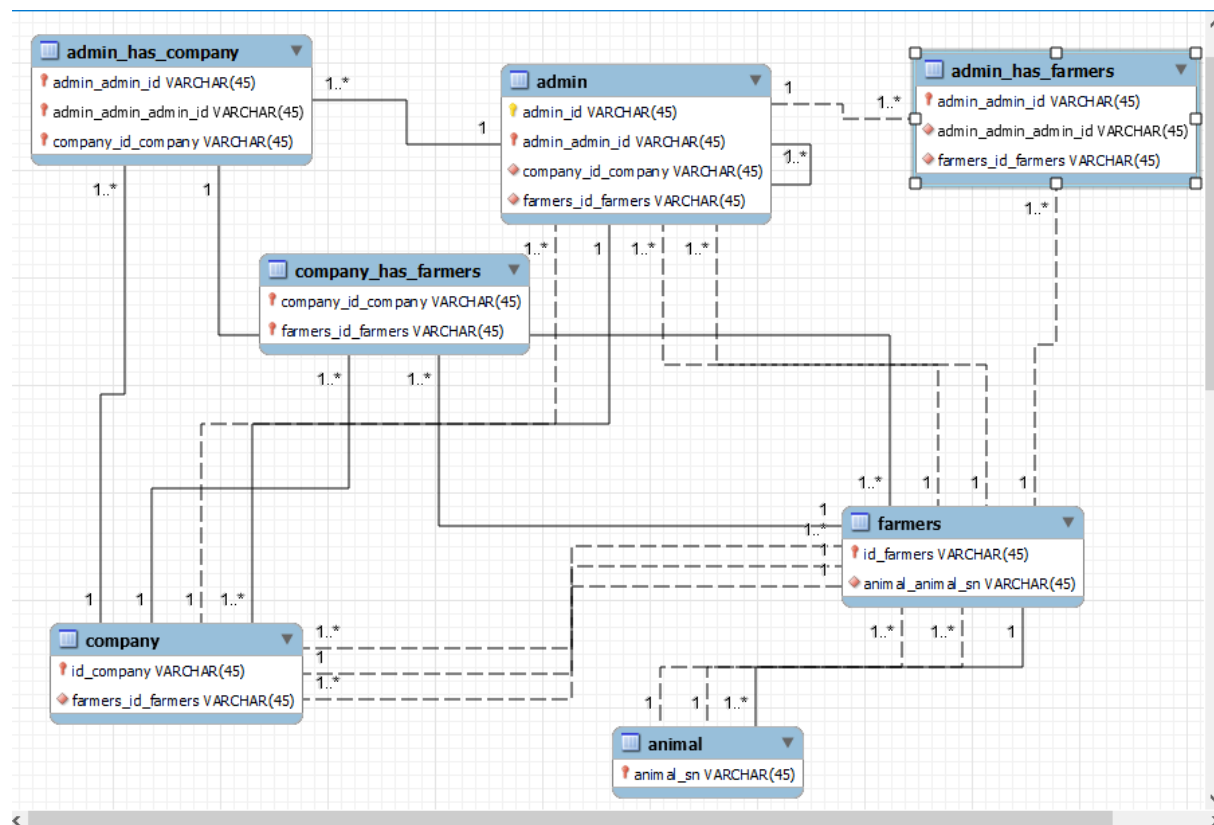 admin_has_company
admin_admin_id VARCHAR(45)
admin_admin_admin_id VARCHAR(45)
company_id_company VARCHAR(45)
admin
admin_id VARCHAR(45)
admin_admin_id VARCHAR(45)
company_id_company VARCHAR(45)
farmers_id_farmers VARCHAR(45)
admin_has_farmers
admin_admin_id VARCHAR(45)
admin_admin_admin_id VARCHAR(45)
farmers_id_farmers VARCHAR(45)
1..*
1
1
1..*
1..*
1..*
1
1..*
1
1..*
1..*
1..*
company_has_farmers
company_id_company VARCHAR(45)
farmers_id_farmers VARCHAR(45)
1..*
1..*
1..*
1
1
1
1
1..*
1
1
1
1..*
farmers
id_farmers VARCHAR(45)
animal_animal_sn VARCHAR(45)
1
1..*
1
1
company
id_company VARCHAR(45)
farmers_id_farmers VARCHAR(45)
1..*
1
1..*
1..*
1..*
1
1
1
1..*
animal
animal_sn VARCHAR(45)